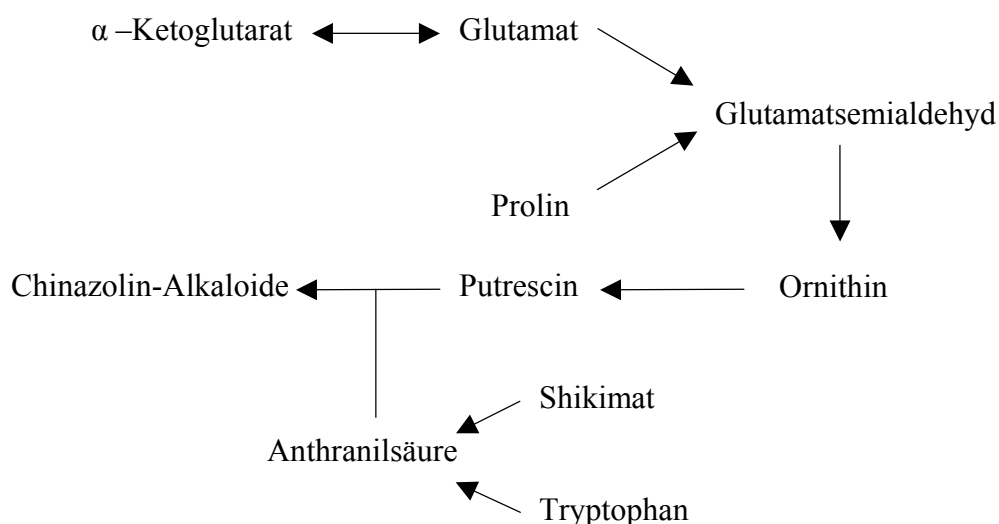 α –Ketoglutarat Glutamat
Glutamatsemialdehyd
Prolin
Chinazolin-Alkaloide Putrescin Ornithin
Shikimat
Anthranilsäure
Tryptophan